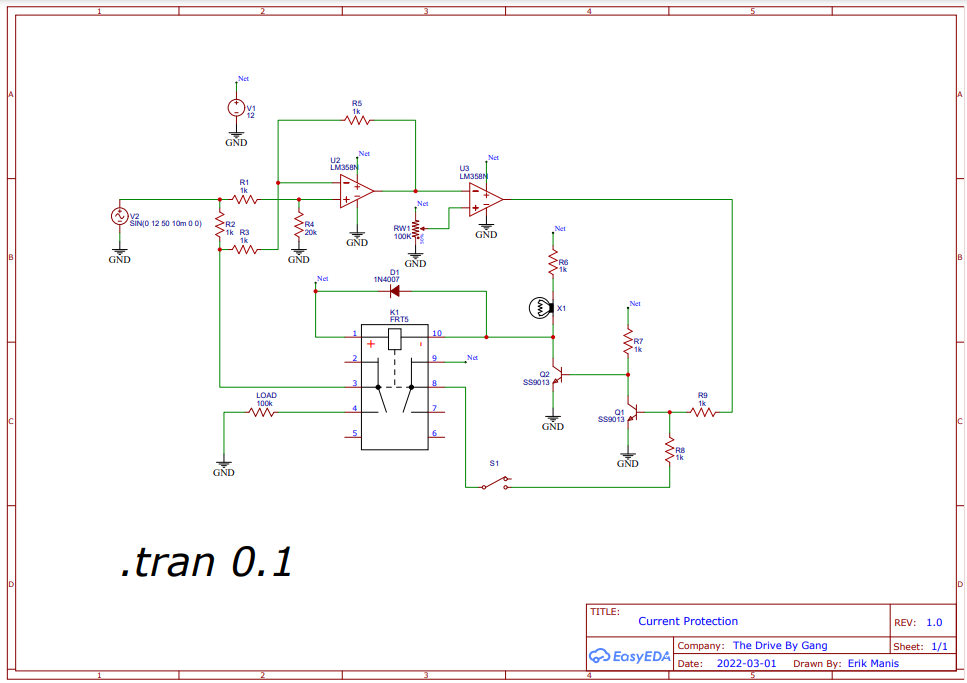 1 2 3 4 5
A A
Net
V1
12
GND
R5
1k
U2
LM358N
Net
U3
LM358N
Net
R1
1k
V2
SIN(0 12 50 10m 0 0)
GND
R2
1k
R3
1k
R4
20k
GND
GND
Net
RW1
100K
50%
GND
GND
B B
Net
R6
1k
X1
Net
D1
1N4007
K1
FRT5
1 10
+ -
2 9 Net
3 8
4 7
5 6
LOAD
100k
GND
Net
R7
1k
Q2
SS9013
GND
Q1
SS9013
GND
R9
1k
R8
1k
S1
C C
.tran 0.1
D D
TITLE:
Current Protection
REV: 1.0
EasyEDA
Company: The Drive By Gang
Sheet: 1/1
Date: 2022-03-01 Drawn By: Erik Manis
1 2 3 4 5